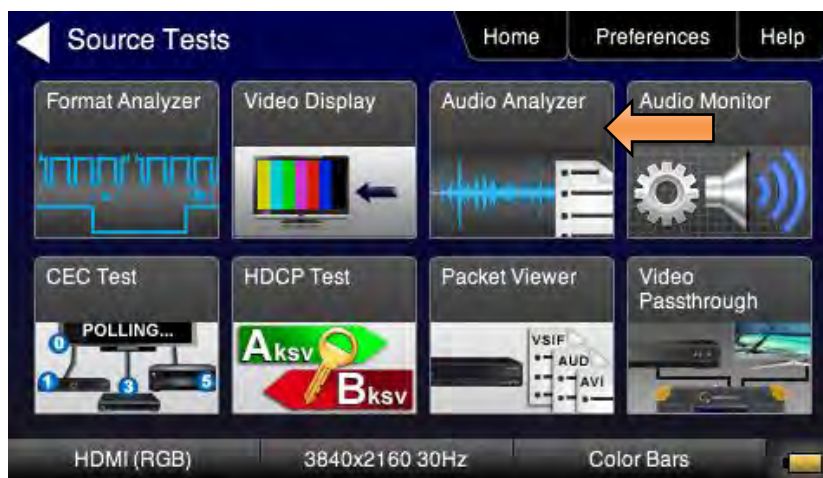 Source Tests
Home
Preferences
Help
Format Analyzer
Video Display
Audio Analyzer
Audio Monitor
CEC Test
HDCP Test
Packet Viewer
Video
Passthrough
POLLING...
0
1
3
5
Aksv
Bksv
VSIF
AUD
AVI
HDMI (RGB)
3840x2160 30Hz
Color Bars